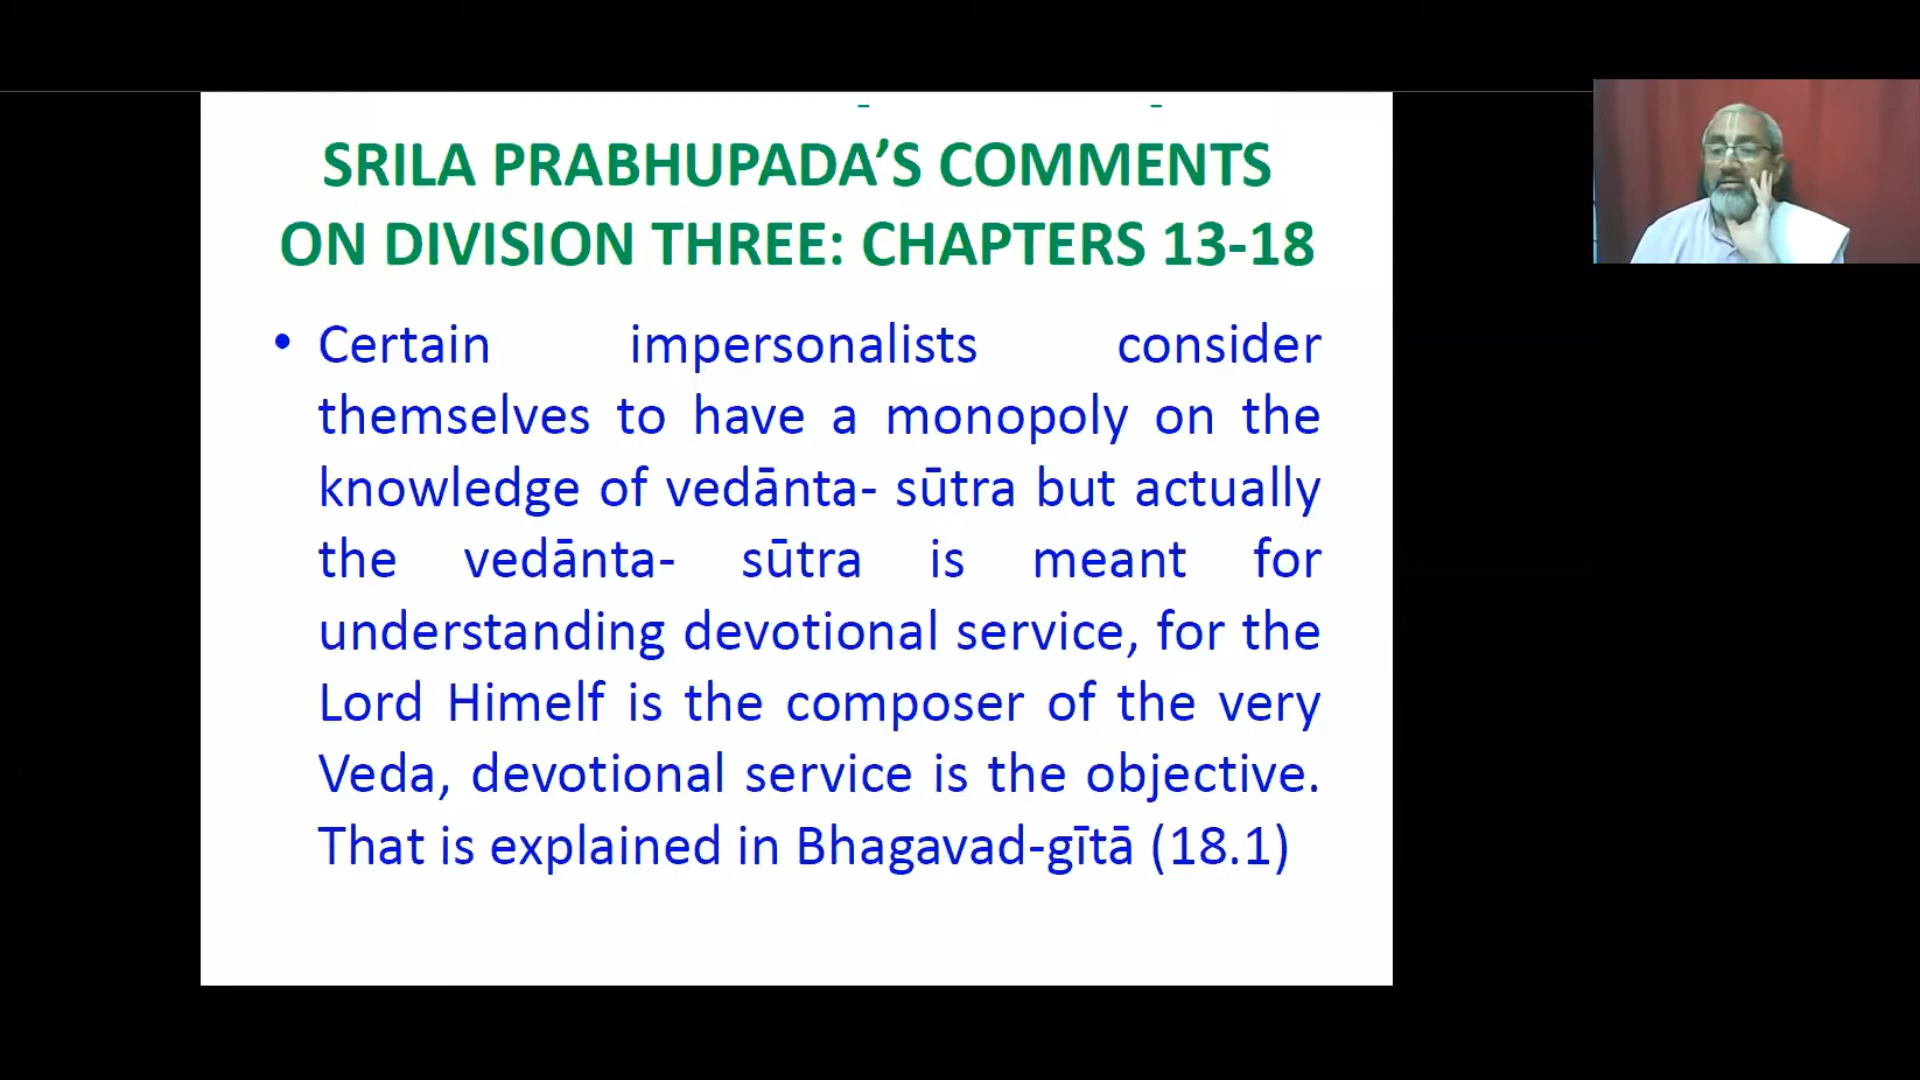 SRILA PRABHUPADA’S COMMENTS
ON DIVISION THREE: CHAPTERS 13-18
• Certain impersonalists consider
themselves to have a monopoly on the
knowledge of vedānta- sūtra but actually
the vedānta- sūtra is meant for
understanding devotional service, for the
Lord Himelf is the composer of the very
Veda, devotional service is the objective.
That is explained in Bhagavad-gītā (18.1)